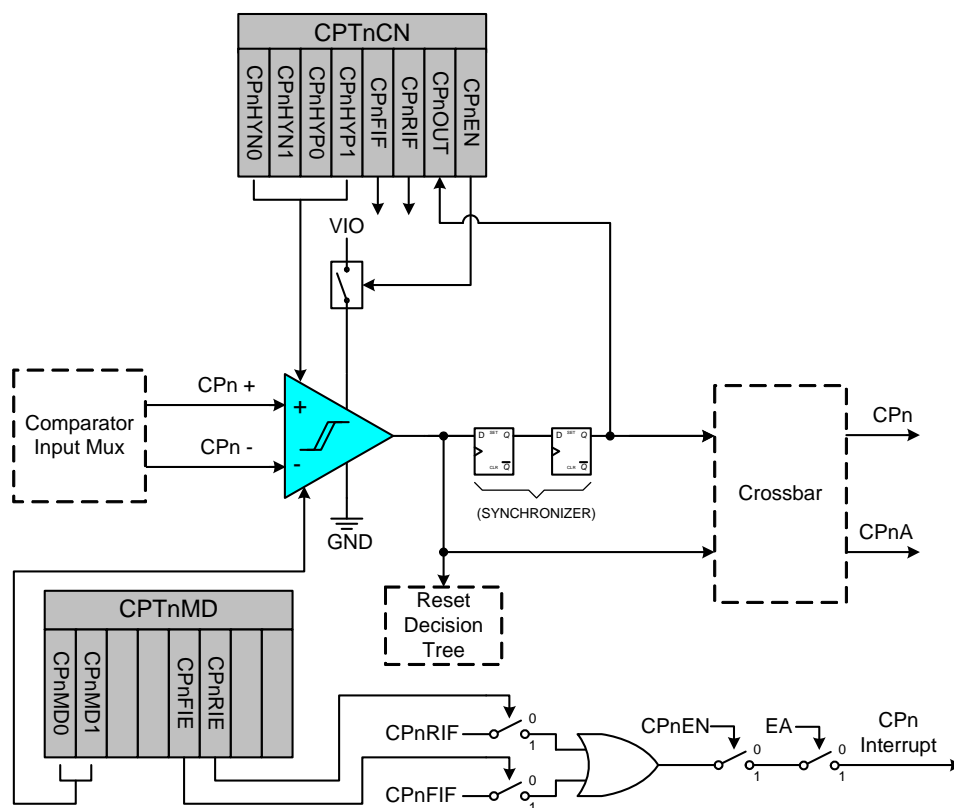 CPTnCN
CPnHYN0
CPnHYN1
CPnHYP0
CPnHYP1
CPnFIF
CPnRIF
CPnOUT
CPnEN
VIO
Comparator
Input Mux
CPn +
CPn -
+
-
GND
D SET Q
CLR Q
D SET Q
CLR Q
(SYNCHRONIZER)
Crossbar
CPn
CPnA
Reset
Decision
Tree
CPTnMD
CPnMD0
CPnMD1
CPnFIE
CPnRIE
CPnRIF
0
1
CPnFIF
0
1
CPnEN
0
1
EA
0
1
CPn
Interrupt